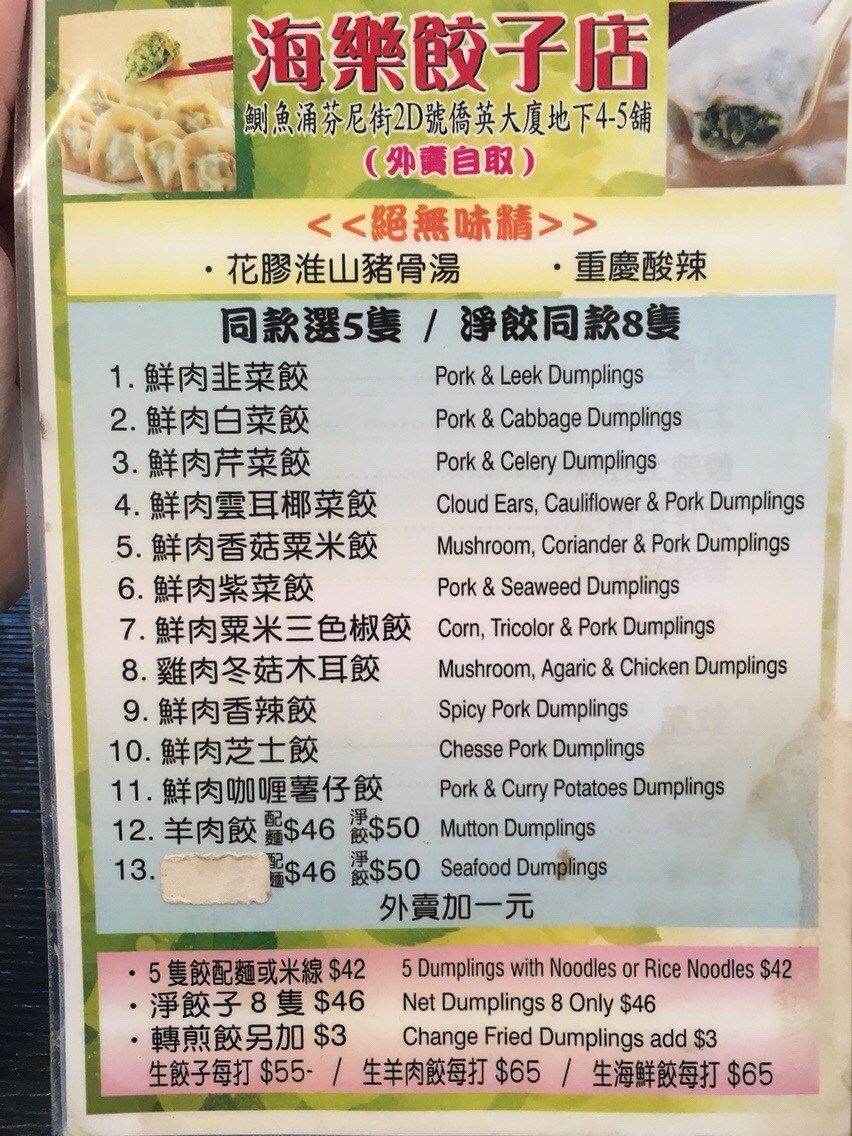 海樂餃子店
鰂魚涌芬尼街2D號僑英大廈地下4-5舖
(外賣自取)
<<絕無味精>>
·花膠淮山豬骨湯 ·重慶酸辣
同款選5隻 / 淨餃同款8隻
1. 鮮肉韭菜餃 Pork & Leek Dumplings
2. 鮮肉白菜餃 Pork & Cabbage Dumplings
3. 鮮肉芹菜餃 Pork & Celery Dumplings
4. 鮮肉雲耳椰菜餃 Cloud Ears, Cauliflower & Pork Dumplings
5. 鮮肉香菇粟米餃 Mushroom, Coriander & Pork Dumplings
6. 鮮肉紫菜餃 Pork & Seaweed Dumplings
7. 鮮肉粟米三色椒餃 Corn, Tricolor & Pork Dumplings
8. 雞肉冬菇木耳餃 Mushroom, Agaric & Chicken Dumplings
9. 鮮肉香辣餃 Spicy Pork Dumplings
10. 鮮肉芝士餃 Chesse Pork Dumplings
11. 鮮肉咖喱薯仔餃 Pork & Curry Potatoes Dumplings
12. 羊肉餃 配麵$46 淨餃$50 Mutton Dumplings
13. 配麵$46 淨餃$50 Seafood Dumplings
外賣加一元
·5隻餃配麵或米線 $42 5 Dumplings with Noodles or Rice Noodles $42
·淨餃子8隻 $46 Net Dumplings 8 Only $46
·轉煎餃另加 $3 Change Fried Dumplings add $3
生餃子每打 $55- / 生羊肉餃每打 $65 / 生海鮮餃每打 $65